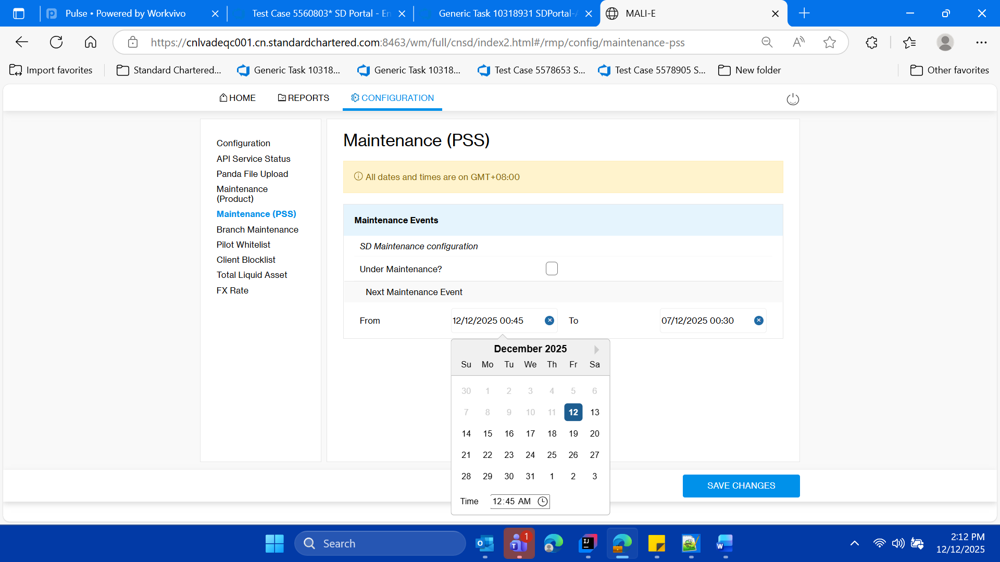 Pulse • Powered by Workvivo
Test Case 5560803* SD Portal - En
Generic Task 10318931 SDPortal-A
MALI-E
https://cnlvadeqc001.cn.standardchartered.com:8463/wm/full/cnsd/index2.html#/rmp/config/maintenance-pss
Import favorites
Standard Chartered...
Generic Task 10318...
Generic Task 10318...
Test Case 5578653 S...
Test Case 5578905 S...
New folder
Other favorites
HOME
REPORTS
CONFIGURATION
Configuration
API Service Status
Panda File Upload
Maintenance
(Product)
Maintenance (PSS)
Branch Maintenance
Pilot Whitelist
Client Blocklist
Total Liquid Asset
FX Rate
Maintenance (PSS)
All dates and times are on GMT+08:00
Maintenance Events
SD Maintenance configuration
Under Maintenance?
Next Maintenance Event
From 12/12/2025 00:45 To 07/12/2025 00:30
December 2025
Su Mo Tu We Th Fr Sa
30 1 2 3 4 5 6
7 8 9 10 11 12 13
14 15 16 17 18 19 20
21 22 23 24 25 26 27
28 29 30 31 1 2 3
Time 12:45 AM
SAVE CHANGES
Search
1
2:12 PM
12/12/2025